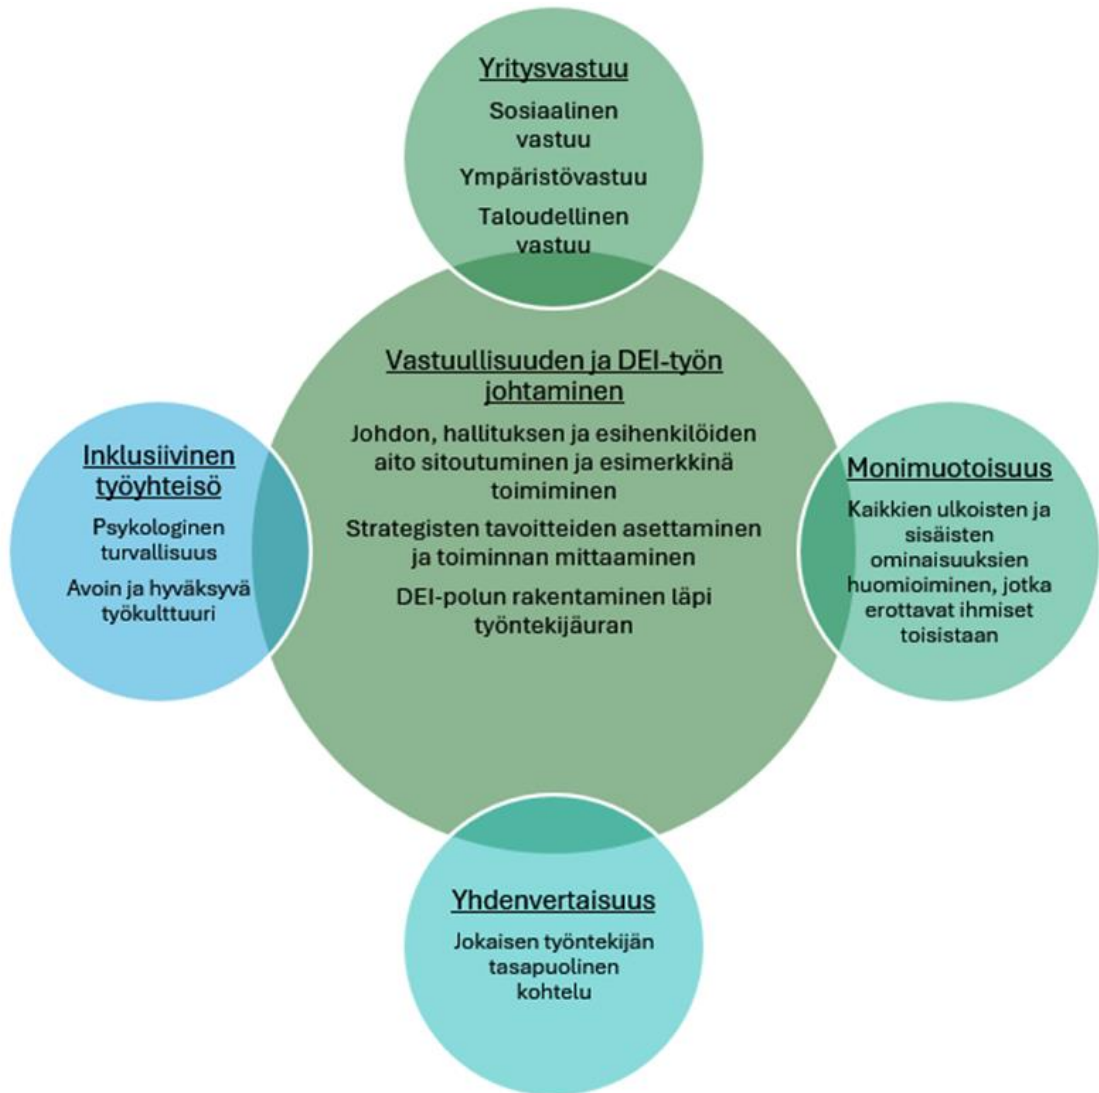 Yritysvastuu
Sosiaalinen
vastuu
Ympäristövastuu
Taloudellinen
vastuu
Vastuullisuuden ja DEI-työn
johtaminen
Johdon, hallituksen ja esihenkilöiden
aito sitoutuminen ja esimerkkinä
toimiminen
Strategisten tavoitteiden asettaminen
ja toiminnan mittaaminen
DEI-polun rakentaminen läpi
työntekijäuran
Inklusiivinen
työyhteisö
Psykologinen
turvallisuus
Avoin ja hyväksyvä
työkulttuuri
Monimuotoisuus
Kaikkien ulkoisten ja
sisäisten
ominaisuuksien
huomioiminen, jotka
erottavat ihmiset
toisistaan
Yhdenvertaisuus
Jokaisen työntekijän
tasapuolinen
kohtelu